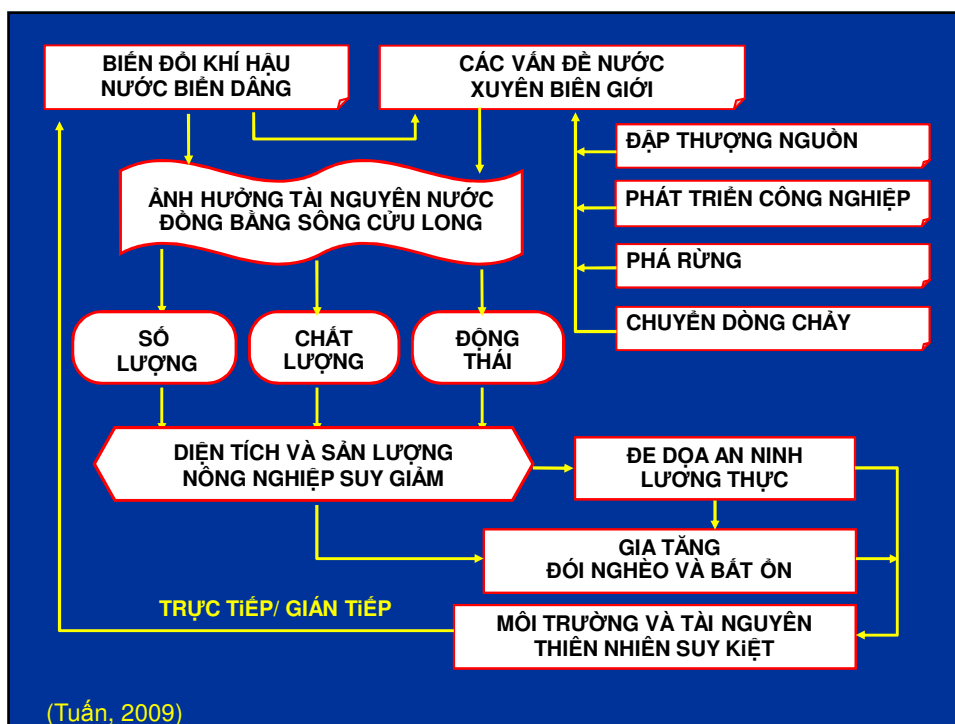 BIẾN ĐỔI KHÍ HẬU
NƯỚC BIỂN DÂNG
CÁC VẤN ĐỀ NƯỚC
XUYÊN BIÊN GIỚI
ĐẬP THƯỢNG NGUỒN
PHÁT TRIỂN CÔNG NGHIỆP
PHÁ RỪNG
CHUYỂN DÒNG CHẢY
ẢNH HƯỞNG TÀI NGUYÊN NƯỚC
ĐỒNG BẰNG SÔNG CỬU LONG
SỐ
LƯỢNG
CHẤT
LƯỢNG
ĐỘNG
THÁI
DIỆN TÍCH VÀ SẢN LƯỢNG
NÔNG NGHIỆP SUY GIẢM
ĐE DỌA AN NINH
LƯƠNG THỰC
GIA TĂNG
ĐÓI NGHÈO VÀ BẤT ỔN
TRỰC TiẾP/ GIÁN TiẾP
MÔI TRƯỜNG VÀ TÀI NGUYÊN
THIÊN NHIÊN SUY KiỆT
(Tuấn, 2009)